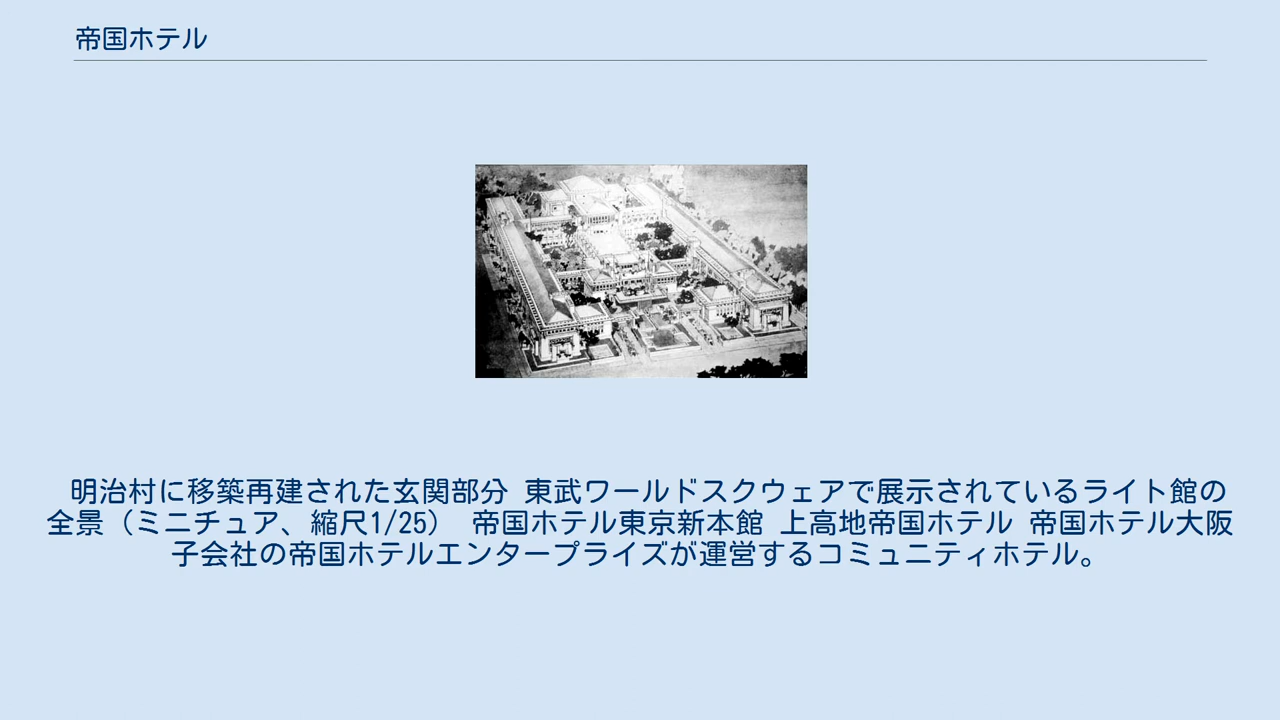 帝国ホテル
明治村に移築再建された玄関部分 東武ワールドスクウェアで展示されているライト館の
全景（ミニチュア、縮尺1/25） 帝国ホテル東京新本館 上高地帝国ホテル 帝国ホテル大阪
子会社の帝国ホテルエンタープライズが運営するコミュニティホテル。